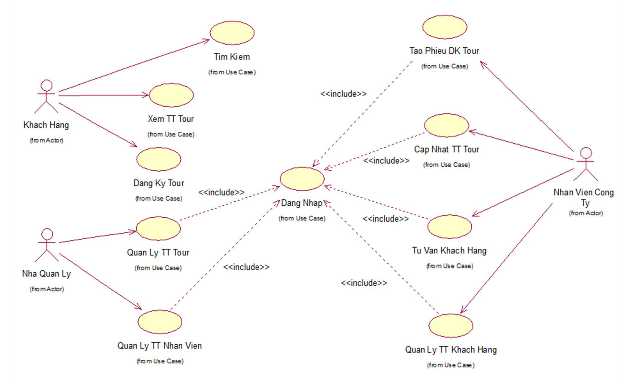 Tim Kiem
(from Use Case)
Tao Phieu DK Tour
(from Use Case)
<<include>>
Khach Hang
(from Actor)
Xem TT Tour
(from Use Case)
Cap Nhat TT Tour
(from Use Case)
<<include>>
Dang Ky Tour
(from Use Case)
<<include>>
Dang Nhap
(from Use Case)
Nhan Vien Cong
Ty
(from Actor)
<<include>>
Nha Quan Ly
(from Actor)
Quan Ly TT Tour
(from Use Case)
<<include>>
Tu Van Khach Hang
(from Use Case)
<<include>>
Quan Ly TT Nhan Vien
(from Use Case)
Quan Ly TT Khach Hang
(from Use Case)